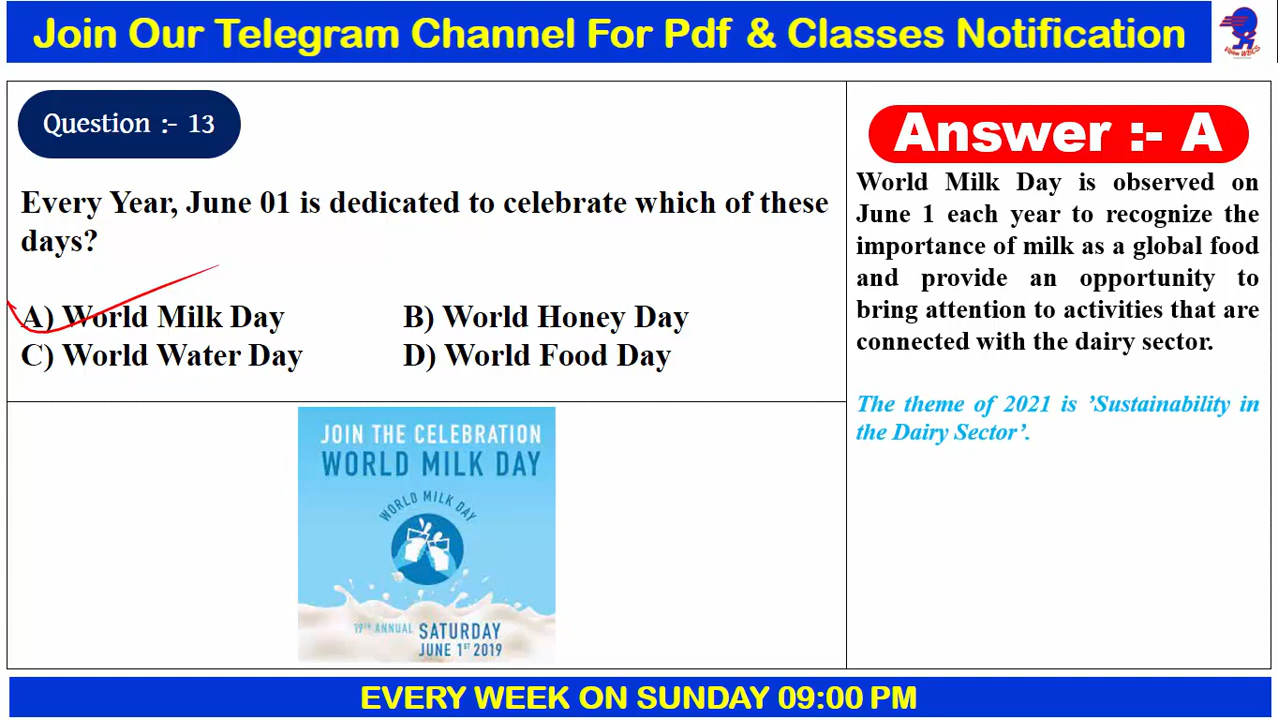 Join Our Telegram Channel For Pdf & Classes Notification
Question :- 13
Every Year, June 01 is dedicated to celebrate which of these
days?
A) World Milk Day
B) World Honey Day
C) World Water Day
D) World Food Day
JOIN THE CELEBRATION
WORLD MILK DAY
WORLD MILK DAY
19TH ANNUAL SATURDAY
JUNE 1ST 2019
Answer :- A
World Milk Day is observed on
June 1 each year to recognize the
importance of milk as a global food
and provide an opportunity to
bring attention to activities that are
connected with the dairy sector.
The theme of 2021 is ’Sustainability in
the Dairy Sector’.
EVERY WEEK ON SUNDAY 09:00 PM